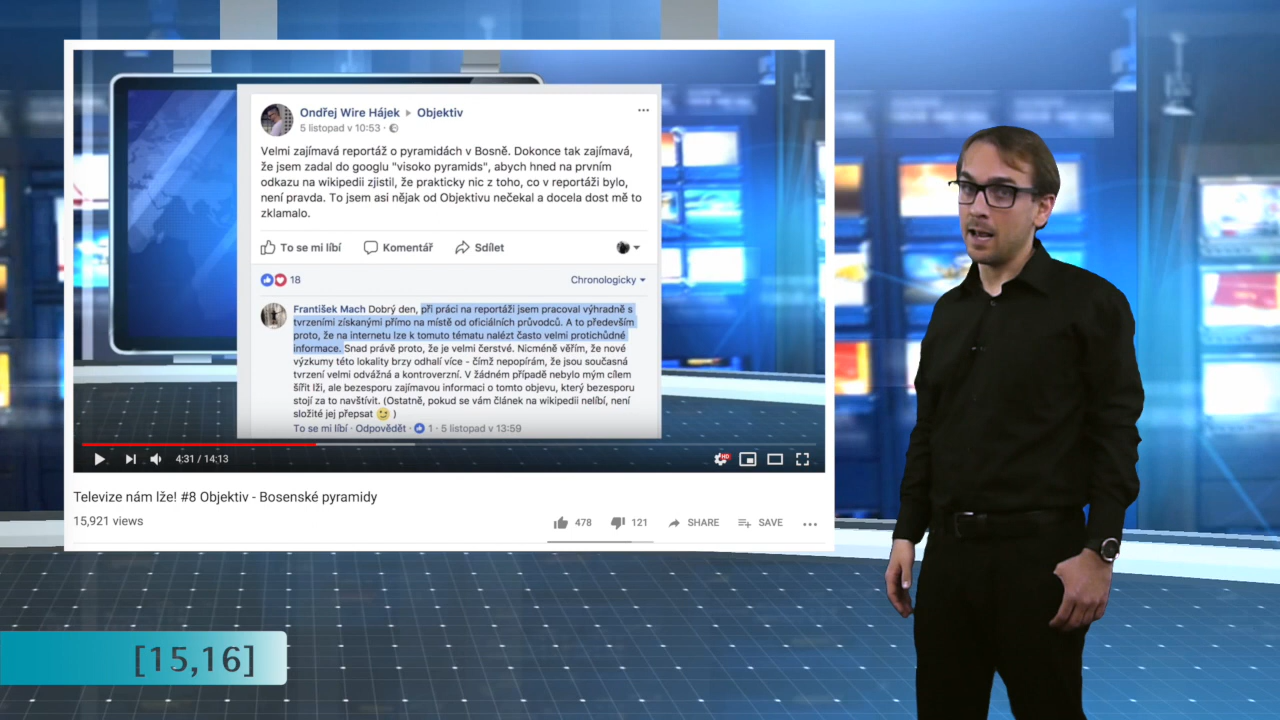 Ondřej Wire Hájek ▸ Objektiv
5 listopad v 10:53 ·
Velmi zajímavá reportáž o pyramidách v Bosně. Dokonce tak zajímavá,
že jsem zadal do googlu "visoko pyramids", abych hned na prvním
odkazu na wikipedii zjistil, že prakticky nic z toho, co v reportáži bylo,
není pravda. To jsem asi nějak od Objektivu nečekal a docela dost mě to
zklamalo.
To se mi líbí Komentář Sdílet
18 Chronologicky
František Mach Dobrý den, při práci na reportáži jsem pracoval výhradně s
tvrzeními získanými přímo na místě od oficiálních průvodců. A to především
proto, že na internetu lze k tomuto tématu nalézt často velmi protichůdné
informace. Snad právě proto, že je velmi čerstvé. Nicméně věřím, že nové
výzkumy této lokality brzy odhalí více - čímž nepopírám, že jsou současná
tvrzení velmi odvážná a kontroverzní. V žádném případě nebylo mým cílem
šířit lži, ale bezesporu zajímavou informaci o tomto objevu, který bezesporu
stojí za to navštívit. (Ostatně, pokud se vám článek na wikipedii nelíbí, není
složité jej přepsat 😉 )
To se mi líbí · Odpovědět · 1 · 5 listopad v 13:59
4:31 / 14:13
HD
Televize nám lže! #8 Objektiv - Bosenské pyramidy
15,921 views
478 121 SHARE SAVE
[15,16]